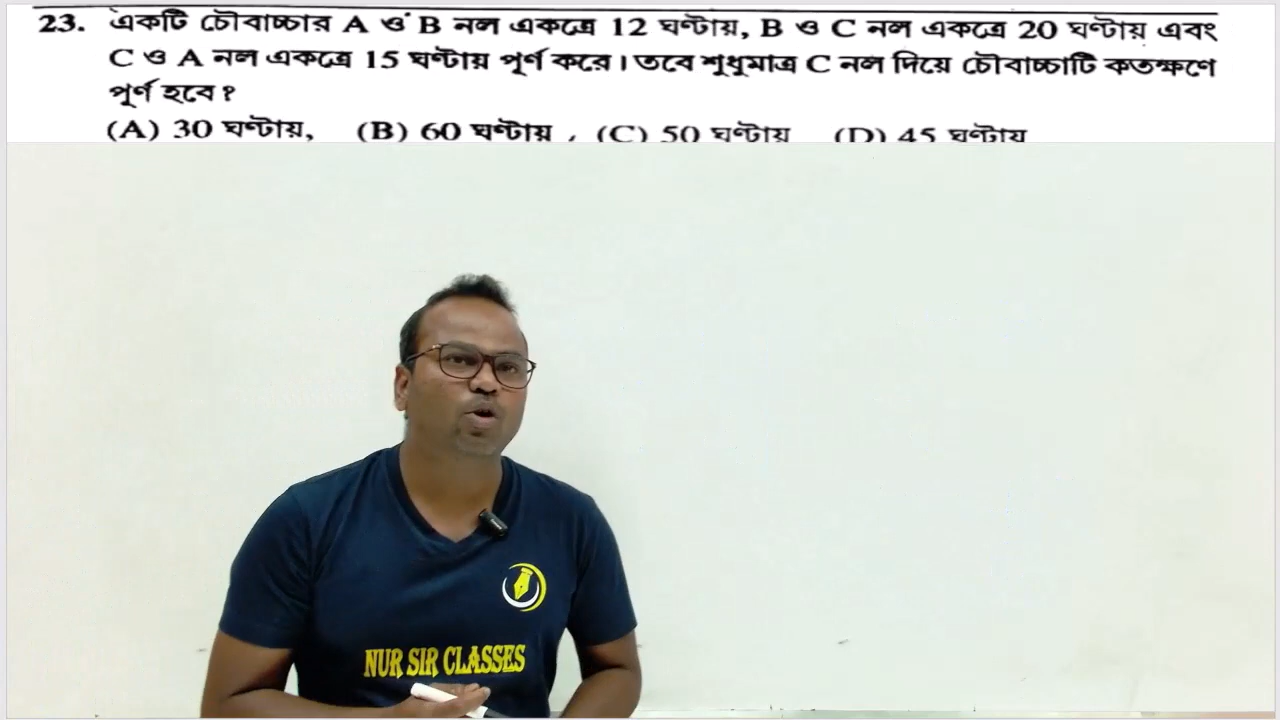 23. একটি চৌবাচ্চার A ও B নল একত্রে 12 ঘণ্টায়, B ও C নল একত্রে 20 ঘণ্টায় এবং
C ও A নল একত্রে 15 ঘণ্টায় পূর্ণ করে। তবে শুধুমাত্র C নল দিয়ে চৌবাচ্চাটি কতক্ষণে
পূর্ণ হবে?
(A) 30 ঘণ্টায়, (B) 60 ঘণ্টায়, (C) 50 ঘণ্টায় (D) 45 ঘণ্টায়
NUR SIR CLASSES